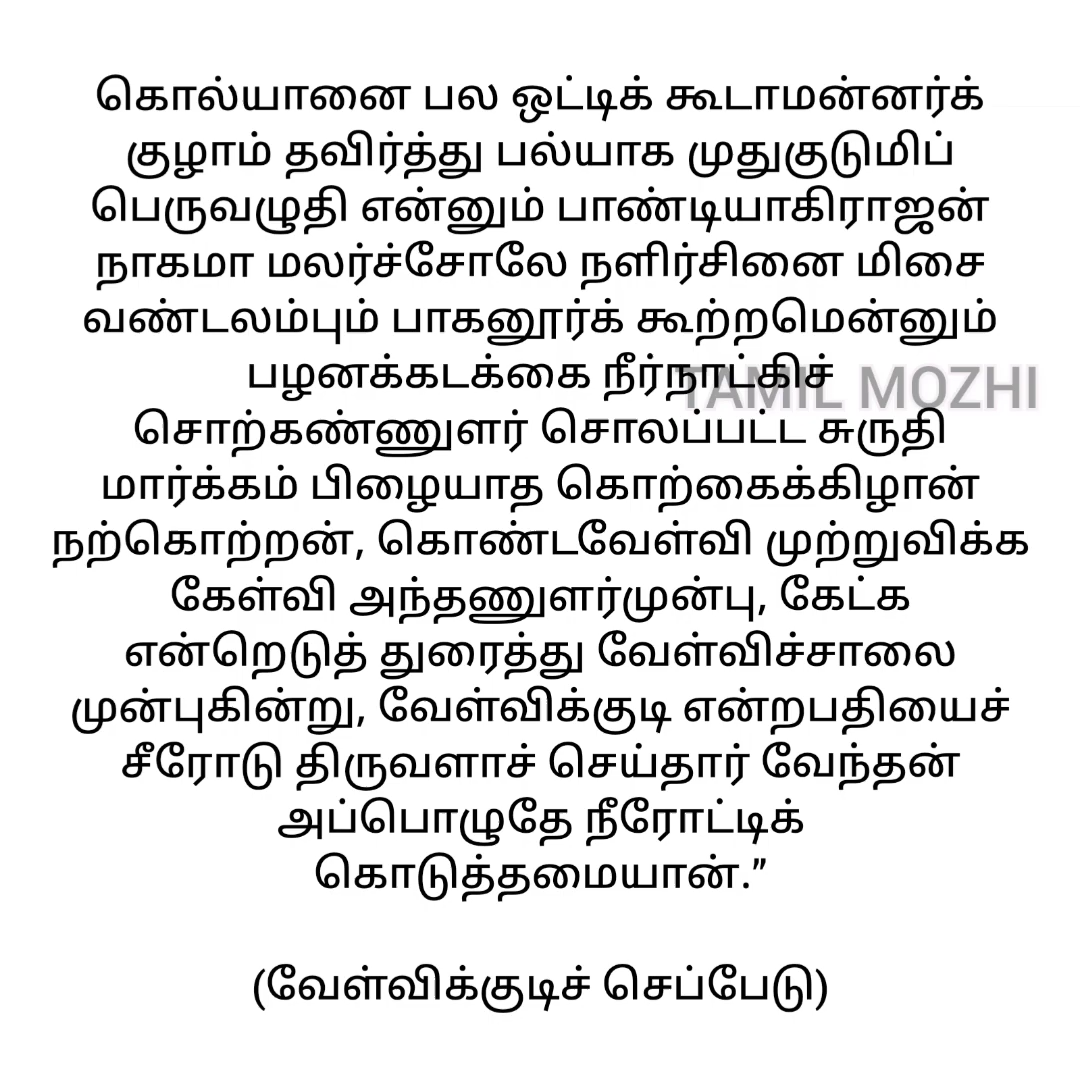 கொல்யானை பல ஒட்டிக் கூடாமன்னர்க்
குழாம் தவிர்த்து பல்யாக முதுகுடுமிப்
பெருவழுதி என்னும் பாண்டியாகிராஜன்
நாகமா மலர்ச்சோலே நளிர்சினை மிசை
வண்டலம்பும் பாகனூர்க் கூற்றமென்னும்
பழனக்கடக்கை நீர்நாட்கிச்
TAMIL MOZHI
சொற்கண்ணுளர் சொலப்பட்ட சுருதி
மார்க்கம் பிழையாத கொற்கைக்கிழான்
நற்கொற்றன், கொண்டவேள்வி முற்றுவிக்க
கேள்வி அந்தணுளர்முன்பு, கேட்க
என்றெடுத் துரைத்து வேள்விச்சாலை
முன்புகின்று, வேள்விக்குடி என்றபதியைச்
சீரோடு திருவளாச் செய்தார் வேந்தன்
அப்பொழுதே நீரோட்டிக்
கொடுத்தமையான்.”
(வேள்விக்குடிச் செப்பேடு)